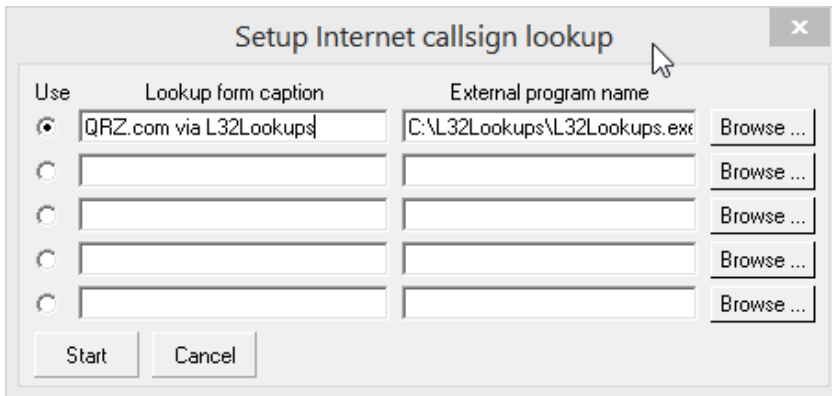 Setup Internet callsign lookup
x
Use Lookup form caption External program name
QRZ.com via L32Lookups C:\L32Lookups\L32Lookups.exe Browse ...
Browse ...
Browse ...
Browse ...
Browse ...
Start Cancel